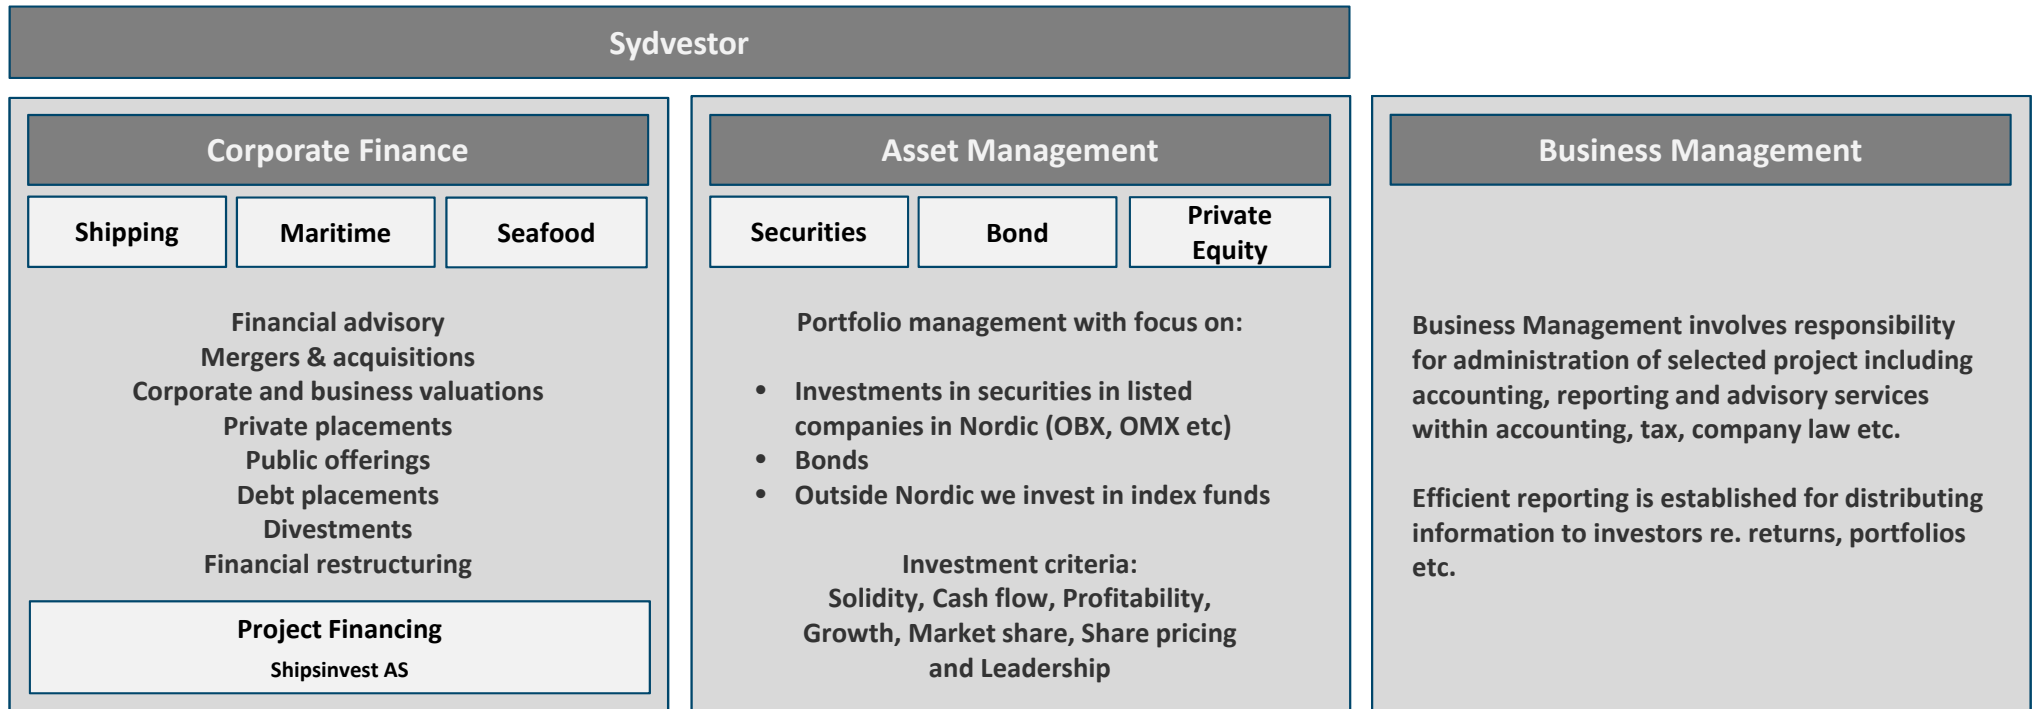 Sydvestor
Corporate Finance
Shipping
Maritime
Seafood
Financial advisory
Mergers & acquisitions
Corporate and business valuations
Private placements
Public offerings
Debt placements
Divestments
Financial restructuring
Project Financing
Shipsinvest AS
Asset Management
Securities
Bond
Private
Equity
Portfolio management with focus on:
• Investments in securities in listed
companies in Nordic (OBX, OMX etc)
• Bonds
• Outside Nordic we invest in index funds
Investment criteria:
Solidity, Cash flow, Profitability,
Growth, Market share, Share pricing
and Leadership
Business Management
Business Management involves responsibility
for administration of selected project including
accounting, reporting and advisory services
within accounting, tax, company law etc.
Efficient reporting is established for distributing
information to investors re. returns, portfolios
etc.